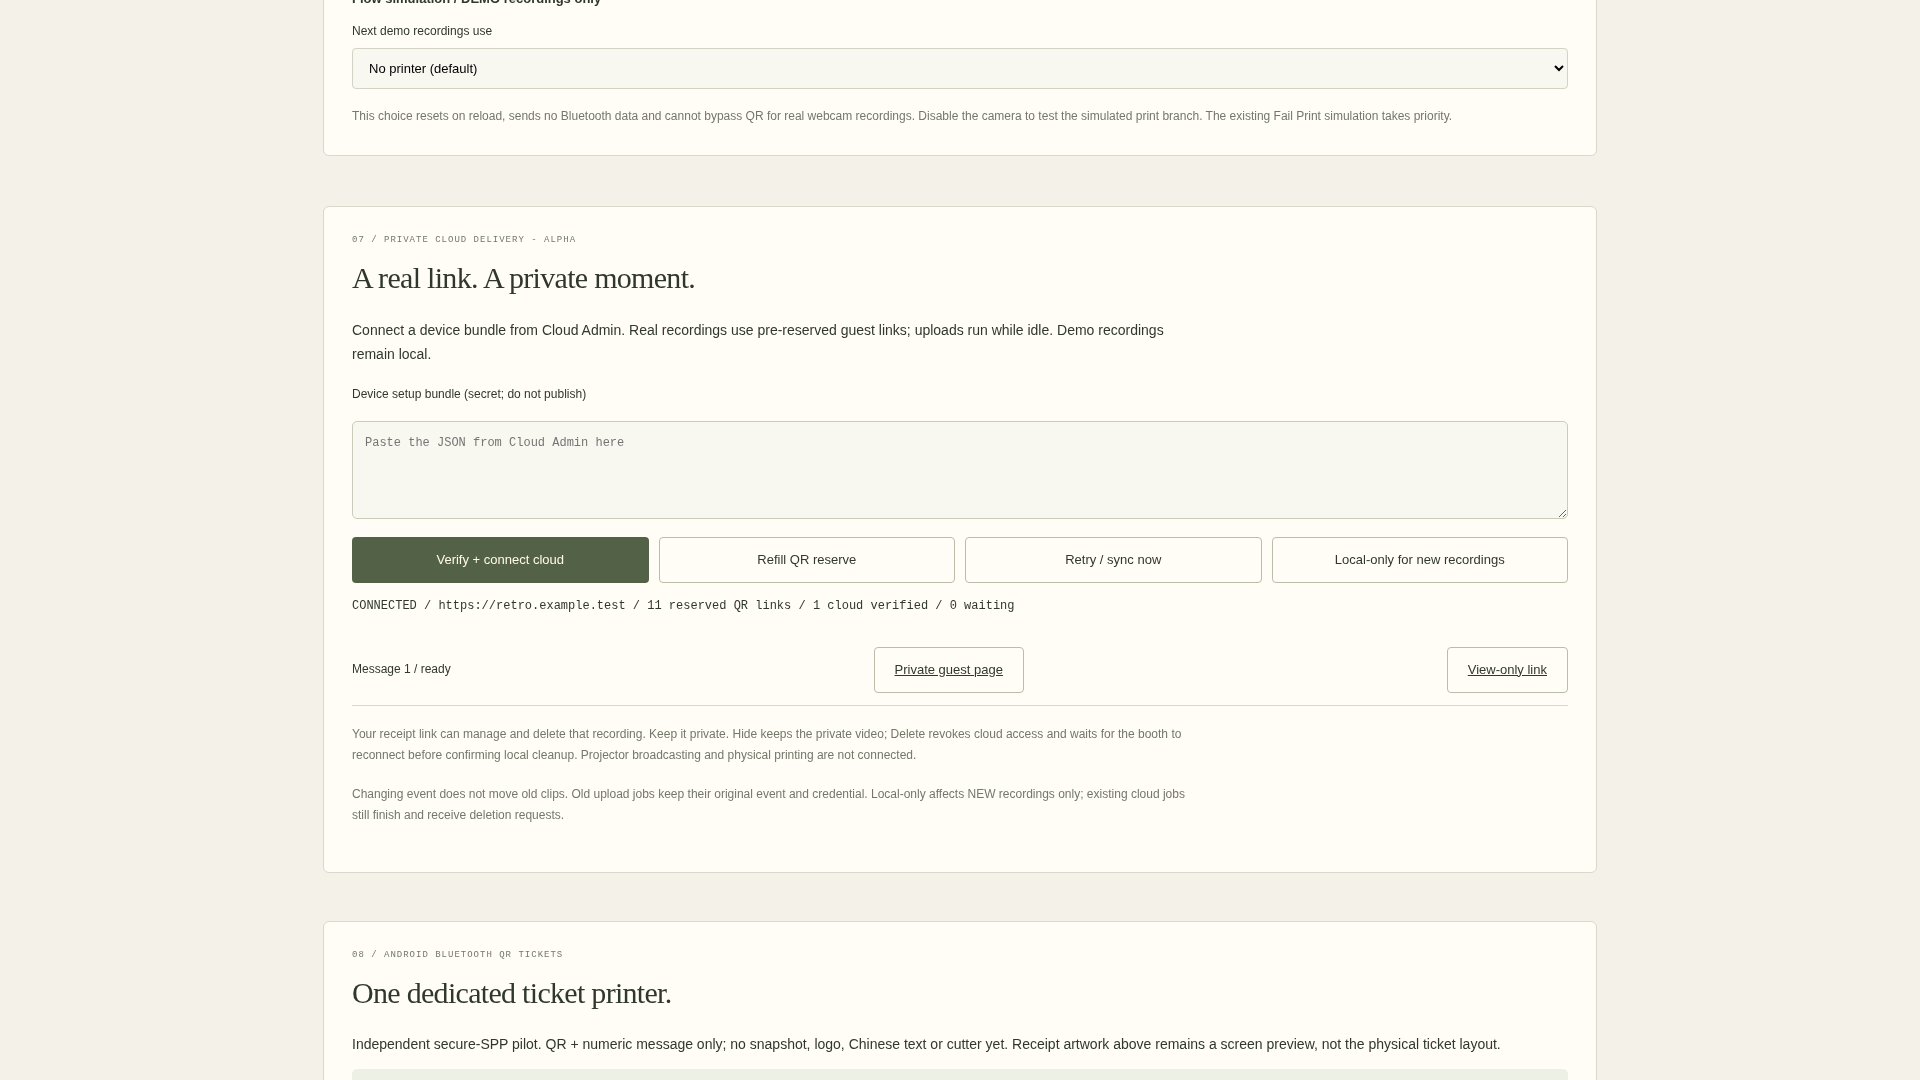 Flow simulation / DEMO recordings only
Next demo recordings use
No printer (default)
This choice resets on reload, sends no Bluetooth data and cannot bypass QR for real webcam recordings. Disable the camera to test the simulated print branch. The existing Fail Print simulation takes priority.
07 / PRIVATE CLOUD DELIVERY - ALPHA
A real link. A private moment.
Connect a device bundle from Cloud Admin. Real recordings use pre-reserved guest links; uploads run while idle. Demo recordings
remain local.
Device setup bundle (secret; do not publish)
Paste the JSON from Cloud Admin here
Verify + connect cloud
Refill QR reserve
Retry / sync now
Local-only for new recordings
CONNECTED / https://retro.example.test / 11 reserved QR links / 1 cloud verified / 0 waiting
Message 1 / ready
Private guest page
View-only link
Your receipt link can manage and delete that recording. Keep it private. Hide keeps the private video; Delete revokes cloud access and waits for the booth to
reconnect before confirming local cleanup. Projector broadcasting and physical printing are not connected.
Changing event does not move old clips. Old upload jobs keep their original event and credential. Local-only affects NEW recordings only; existing cloud jobs
still finish and receive deletion requests.
08 / ANDROID BLUETOOTH QR TICKETS
One dedicated ticket printer.
Independent secure-SPP pilot. QR + numeric message only; no snapshot, logo, Chinese text or cutter yet. Receipt artwork above remains a screen preview, not the physical ticket layout.